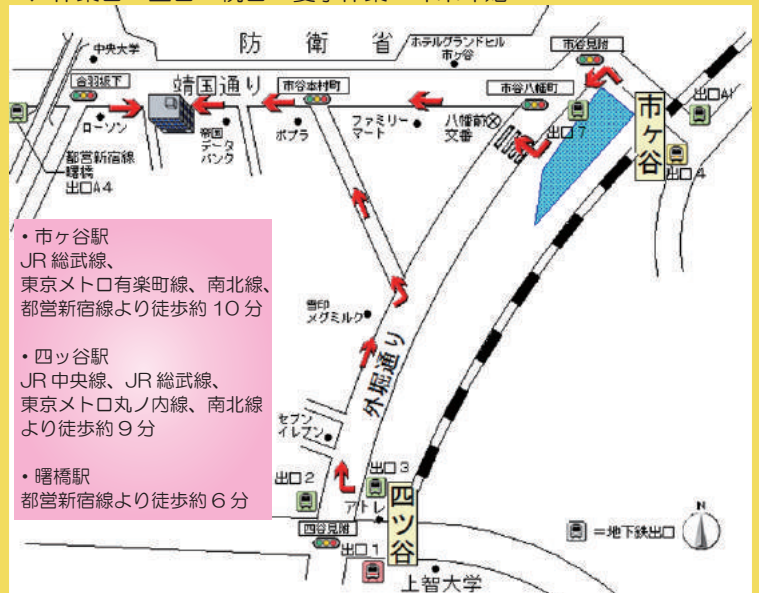 中央大学
防衛省
ホテルグランドヒル
市ヶ谷
市谷見附
合羽坂下
靖国通り
市谷本村町
市谷八幡町
出口A1
市ヶ谷
ローソン
帝国
データ
バンク
ポプラ
ファミリー
マート
八幡前
交番
出口7
出口4
都営新宿線
曙橋
出口A4
・市ヶ谷駅
JR総武線、
東京メトロ有楽町線、南北線、
都営新宿線より徒歩約10分
・四ッ谷駅
JR中央線、JR総武線、
東京メトロ丸ノ内線、南北線
より徒歩約9分
・曙橋駅
都営新宿線より徒歩約6分
雪印
メグミルク
外堀通り
セブン
イレブン
出口2
出口3
アトレ
四ツ谷
四谷見附
出口1
上智大学
=地下鉄出口
N